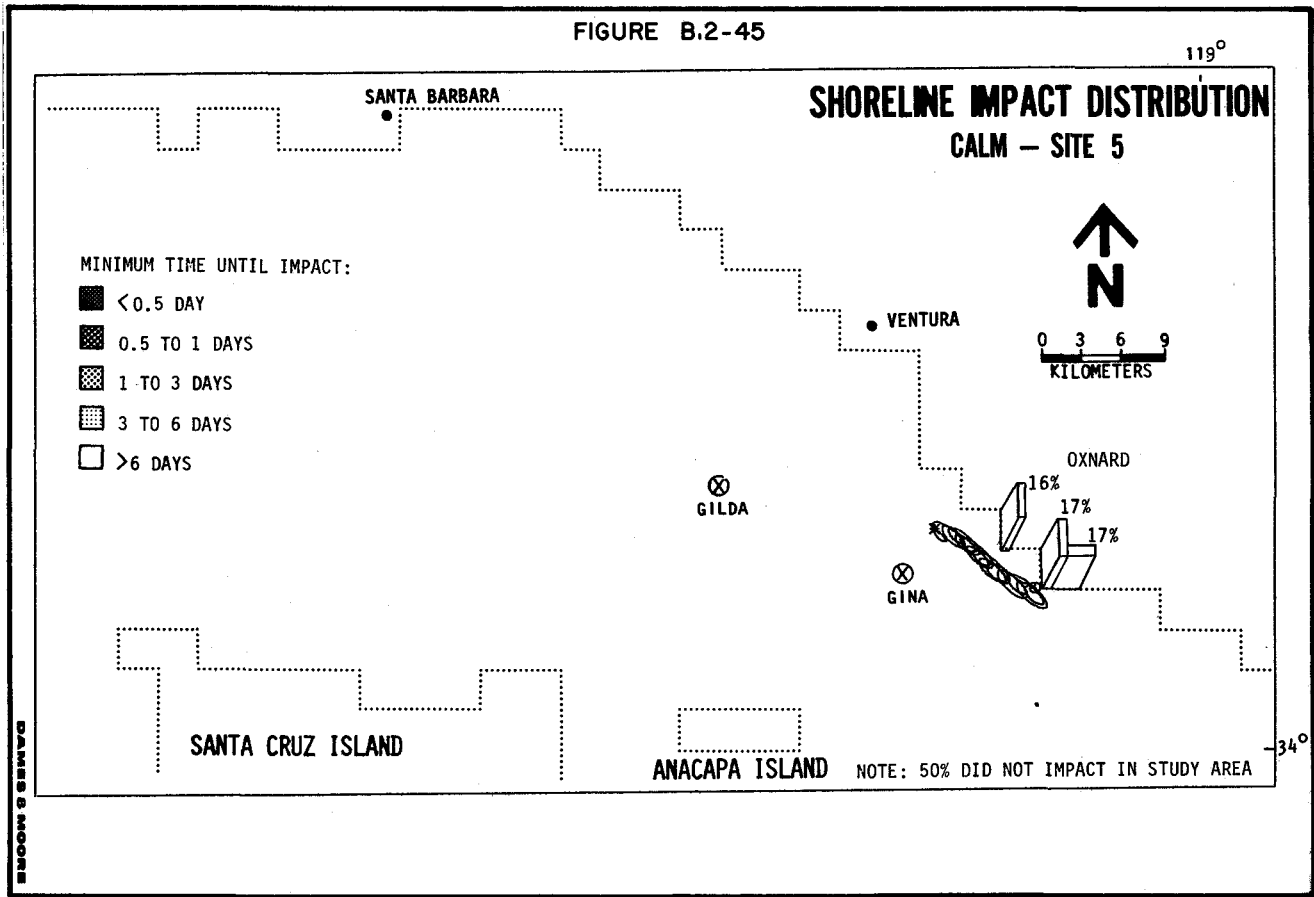 FIGURE B.2-45
119°
SHORELINE IMPACT DISTRIBUTION
CALM – SITE 5
SANTA BARBARA
N
0 3 6 9
KILOMETERS
MINIMUM TIME UNTIL IMPACT:
<0.5 DAY
0.5 TO 1 DAYS
1 TO 3 DAYS
3 TO 6 DAYS
>6 DAYS
VENTURA
OXNARD
16%
17%
17%
GILDA
GINA
SANTA CRUZ ISLAND
ANACAPA ISLAND
34°
NOTE: 50% DID NOT IMPACT IN STUDY AREA
DAMES & MOORE